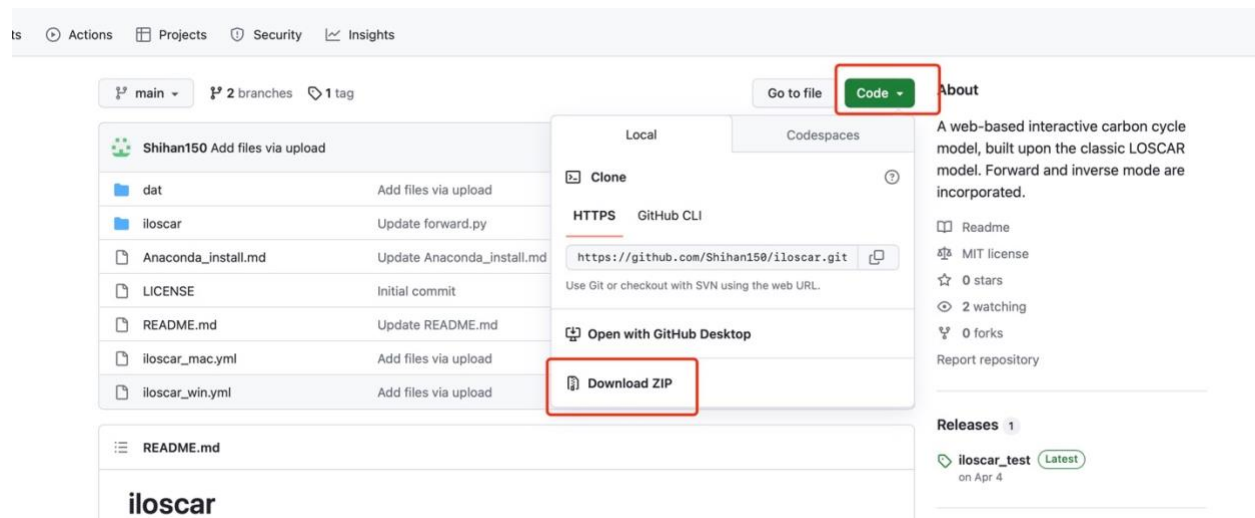 ts Actions Projects Security Insights
main 2 branches 1 tag Go to file Code
Shihan150 Add files via upload
dat Add files via upload
iloscar Update forward.py
Anaconda_install.md Update Anaconda_install.md
LICENSE Initial commit
README.md Update README.md
iloscar_mac.yml Add files via upload
iloscar_win.yml Add files via upload
Local Codespaces
Clone
HTTPS GitHub CLI
https://github.com/Shihan150/iloscar.git
Use Git or checkout with SVN using the web URL.
Open with GitHub Desktop
Download ZIP
README.md
iloscar
About
A web-based interactive carbon cycle
model, built upon the classic LOSCAR
model. Forward and inverse mode are
incorporated.
Readme
MIT license
0 stars
2 watching
0 forks
Report repository
Releases 1
iloscar_test Latest
on Apr 4